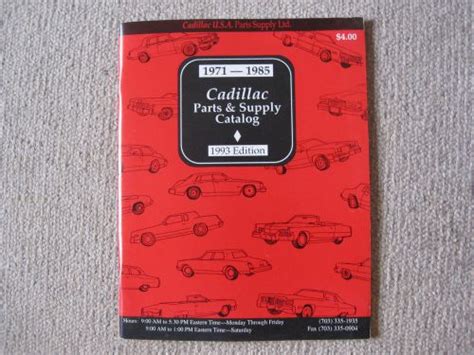 Cadillac U.S.A. Parts Supply Ltd.
$4.00
1971 — 1985
Cadillac
Parts & Supply
Catalog
1993 Edition
Hours: 9:00 AM to 5:30 PM Eastern Time—Monday Through Friday
(703) 335-1935
9:00 AM to 1:00 PM Eastern Time—Saturday
Fax (703) 335-0004